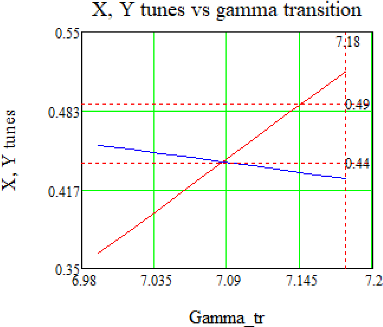 X, Y tunes vs gamma transition
0.55
7.18
0.49
0.483
X, Y tunes
0.44
0.417
0.35
6.98 7.035 7.09 7.145 7.2
Gamma_tr